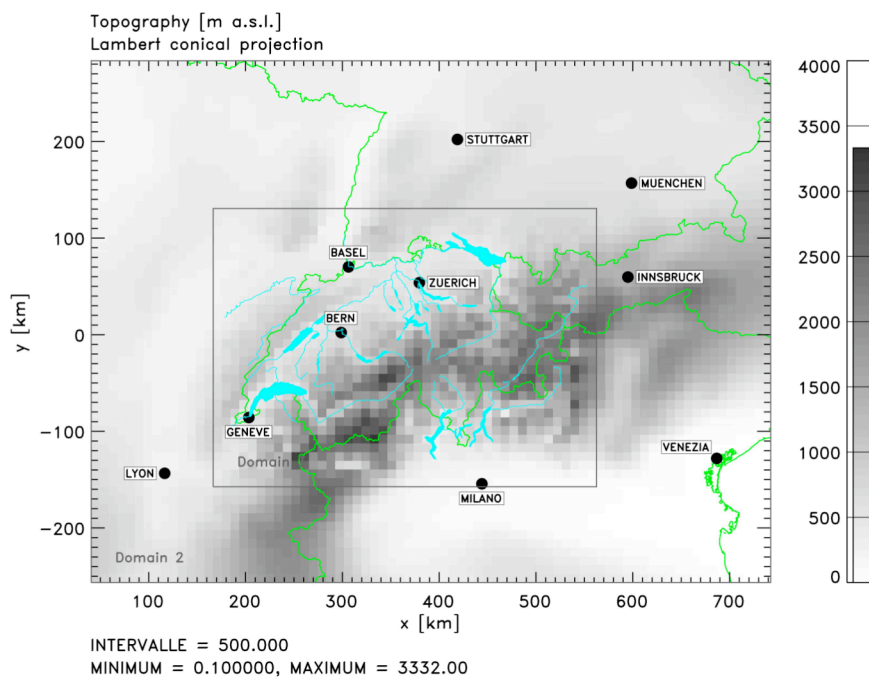 Topography [m a.s.l.]
Lambert conical projection
4000
3500
3000
2500
2000
1500
1000
500
0
200
100
0
−100
−200
y [km]
STUTTGART
MUENCHEN
BASEL
ZUERICH
INNSBRUCK
BERN
GENEVE
VENEZIA
LYON
Domain
MILANO
Domain 2
100 200 300 400 500 600 700
x [km]
INTERVALLE = 500.000
MINIMUM = 0.100000, MAXIMUM = 3332.00